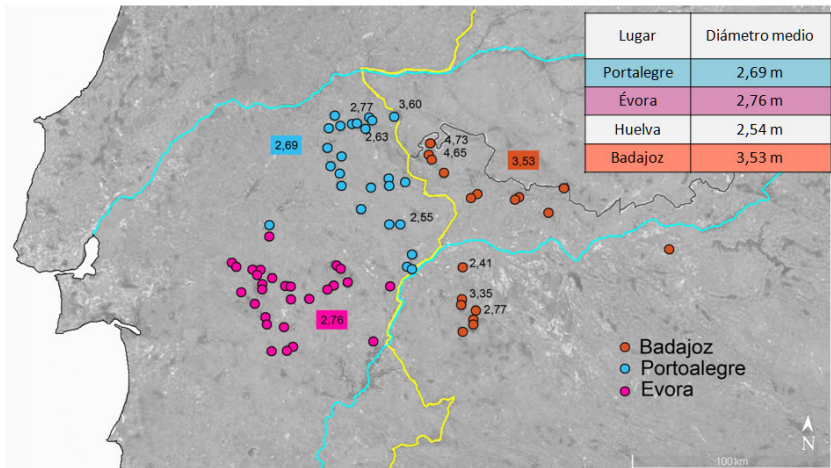 Lugar Diámetro medio
Portalegre 2,69 m
Évora 2,76 m
Huelva 2,54 m
Badajoz 3,53 m
2,77 3,60
2,63
2,69
4,73
4,65
3,53
2,55
2,41
3,35
2,77
2,76
Badajoz
Portoalegre
Evora
N
100 km